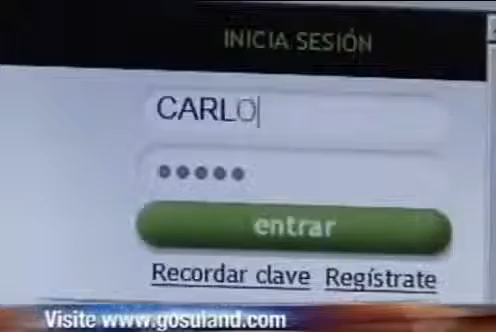 INICIA SESIÓN
CARLO
•••••
entrar
Recordar clave Regístrate
Visite www.gosuland.com